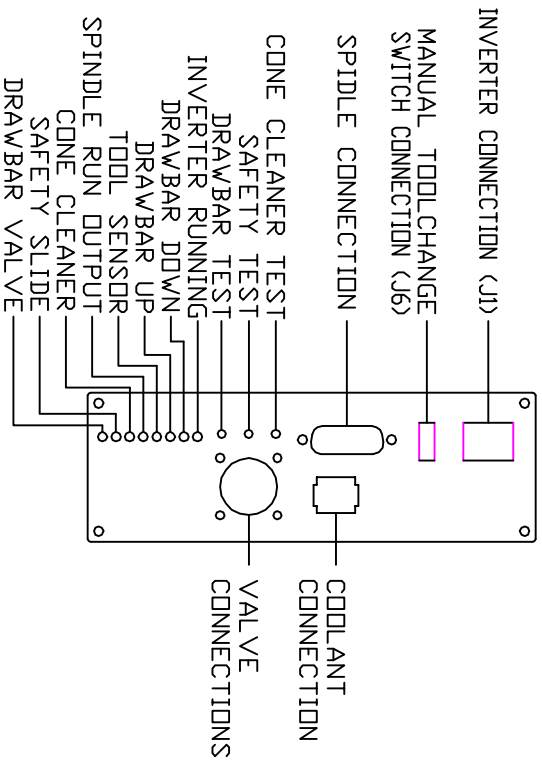 INVERTER CONNECTION (J1)
MANUAL TOOLCHANGE
SWITCH CONNECTION (J6)
SPIDLE CONNECTION
CONE CLEANER TEST
SAFETY TEST
DRAWBAR TEST
INVERTER RUNNING
DRAWBAR DOWN
DRAWBAR UP
TOOL SENSOR
SPINDLE RUN OUTPUT
CONE CLEANER
SAFETY SLIDE
DRAWBAR VALVE
COOLANT
CONNECTION
VALVE
CONNECTIONS